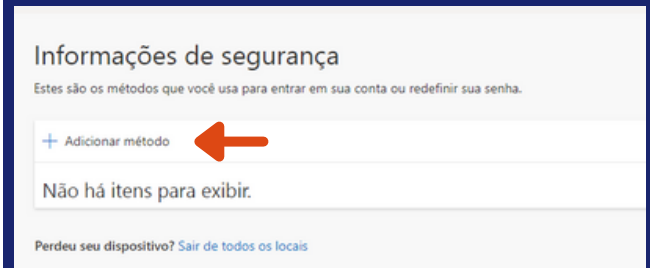 Informações de segurança
Estes são os métodos que você usa para entrar em sua conta ou redefinir sua senha.
+ Adicionar método
Não há itens para exibir.
Perdeu seu dispositivo? Sair de todos os locais